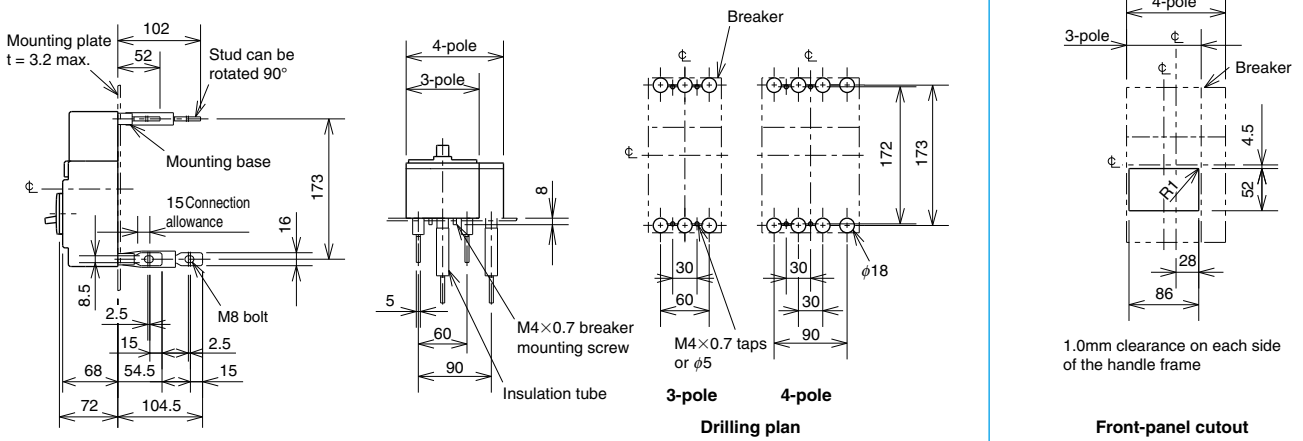 Mounting plate
t = 3.2 max.
102
52
Stud can be
rotated 90°
Mounting base
℄
173
15 Connection
allowance
16
8.5
2.5
M8 bolt
15
2.5
68
54.5
15
72
104.5
4-pole
3-pole
8
5
60
90
M4×0.7 breaker
mounting screw
Insulation tube
Breaker
℄
℄
℄
172
173
30
60
30
30
90
φ18
M4×0.7 taps
or φ5
3-pole
4-pole
Drilling plan
4-pole
3-pole
℄
℄
Breaker
℄
4.5
R1
52
28
86
1.0mm clearance on each side
of the handle frame
Front-panel cutout